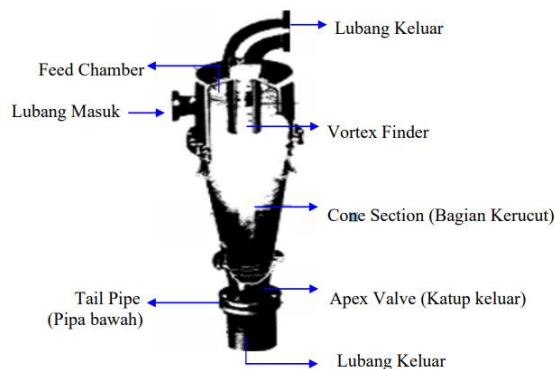 Lubang Keluar
Feed Chamber
Lubang Masuk
Vortex Finder
Cone Section (Bagian Kerucut)
Tail Pipe
(Pipa bawah)
Apex Valve (Katup keluar)
Lubang Keluar